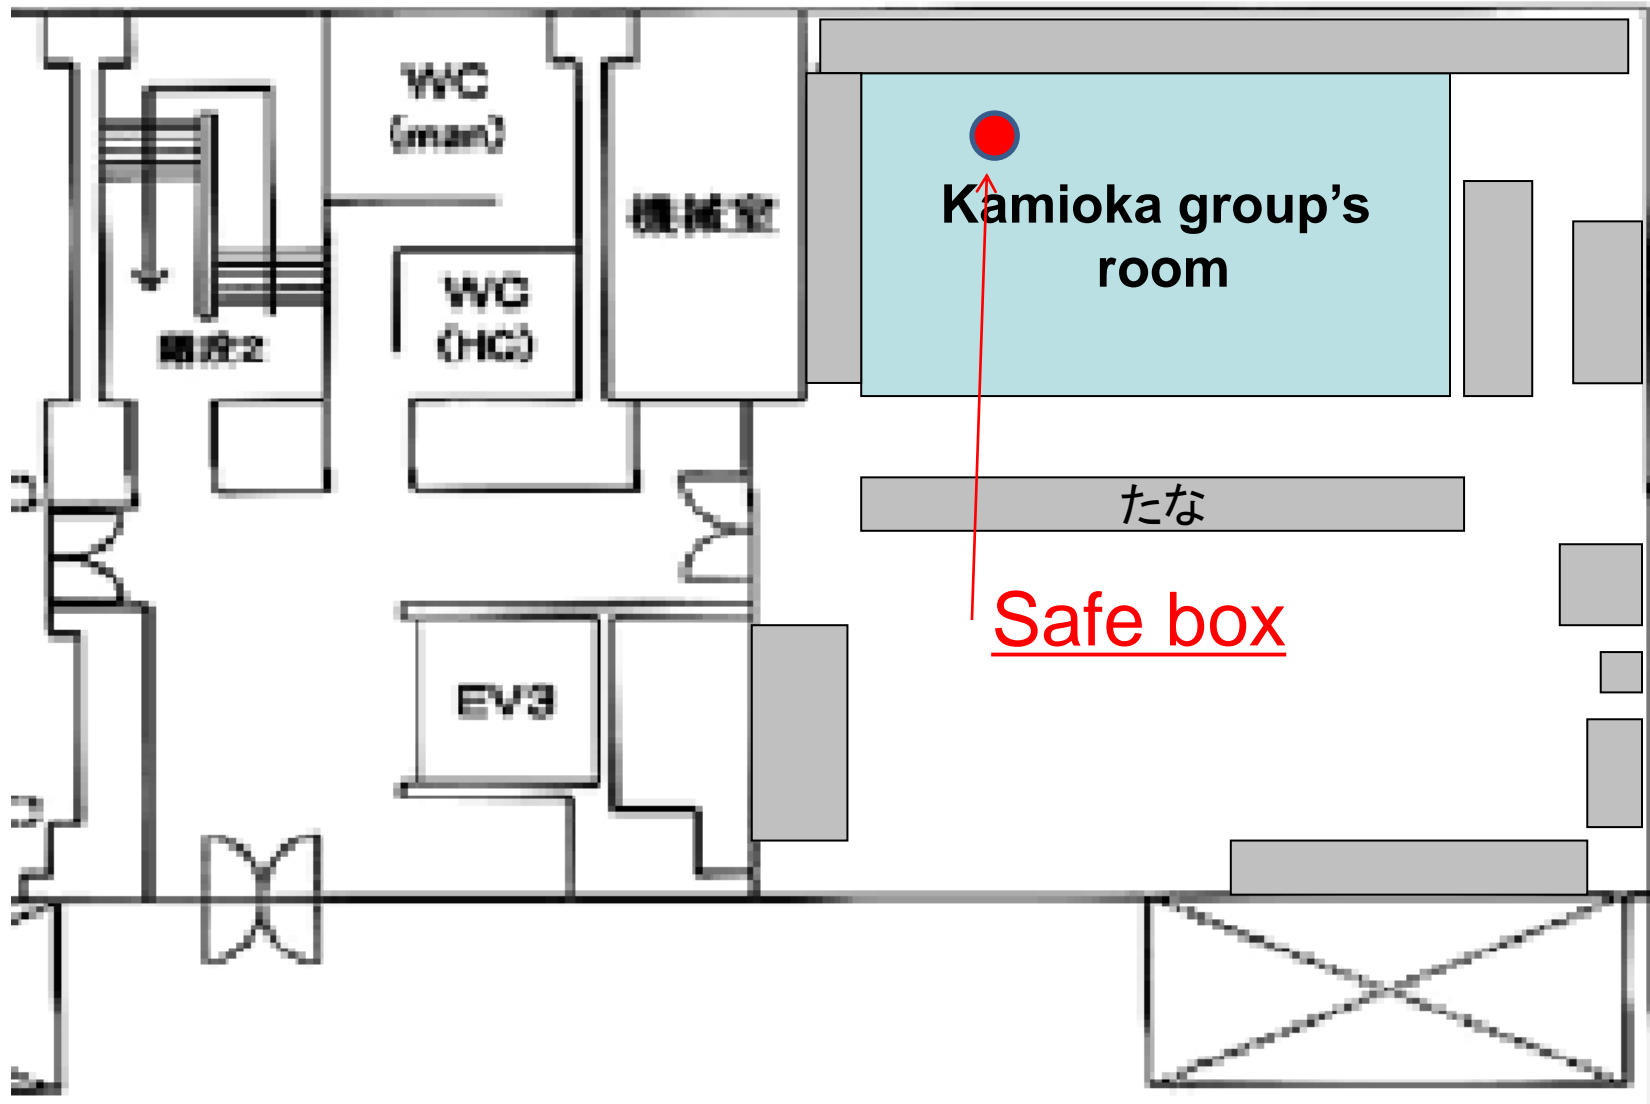 WC
(man)
機械室
Kamioka group's
room
WC
(HC)
階段2
たな
Safe box
EV3